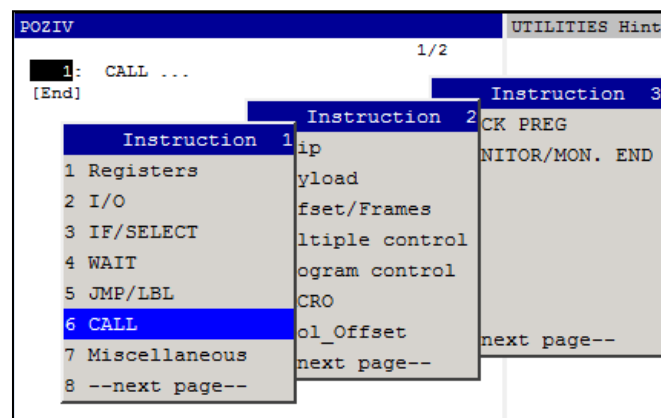 POZIV
UTILITIES Hint
1/2
1: CALL ...
[End]
Instruction 1
1 Registers
2 I/O
3 IF/SELECT
4 WAIT
5 JMP/LBL
6 CALL
7 Miscellaneous
8 --next page--
Instruction 2
ip
yload
fset/Frames
ltiple control
ogram control
CRO
ol_Offset
next page--
Instruction 3
CK PREG
NITOR/MON. END
next page--